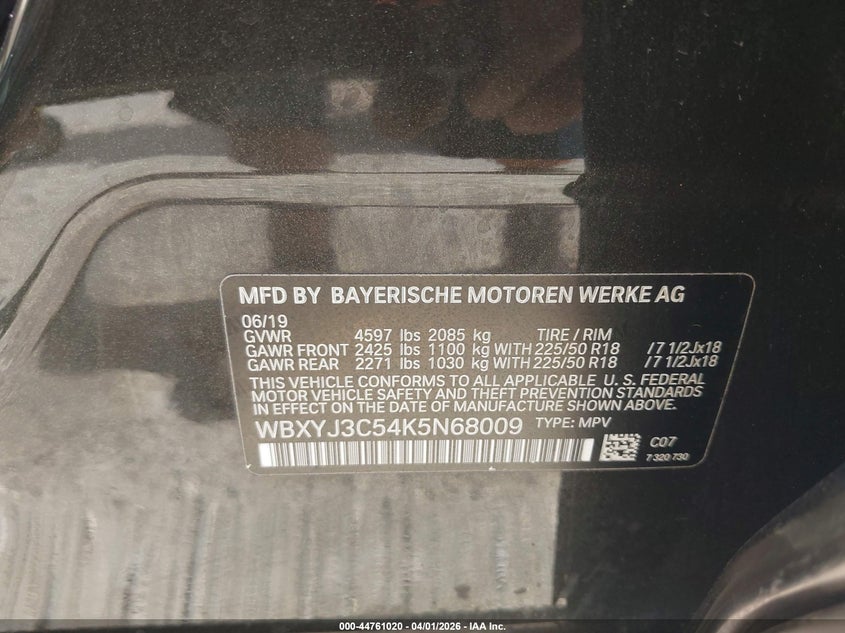 MFD BY BAYERISCHE MOTOREN WERKE AG
06/19
GVWR 4597 lbs 2085 kg TIRE / RIM
GAWR FRONT 2425 lbs 1100 kg WITH 225/50 R18 /7 1/2Jx18
GAWR REAR 2271 lbs 1030 kg WITH 225/50 R18 /7 1/2Jx18
THIS VEHICLE CONFORMS TO ALL APPLICABLE U. S. FEDERAL
MOTOR VEHICLE SAFETY AND THEFT PREVENTION STANDARDS
IN EFFECT ON THE DATE OF MANUFACTURE SHOWN ABOVE.
WBXYJ3C54K5N68009 TYPE: MPV
C07
7 320 730
000-44761020 - 04/01/2026 - IAA Inc.